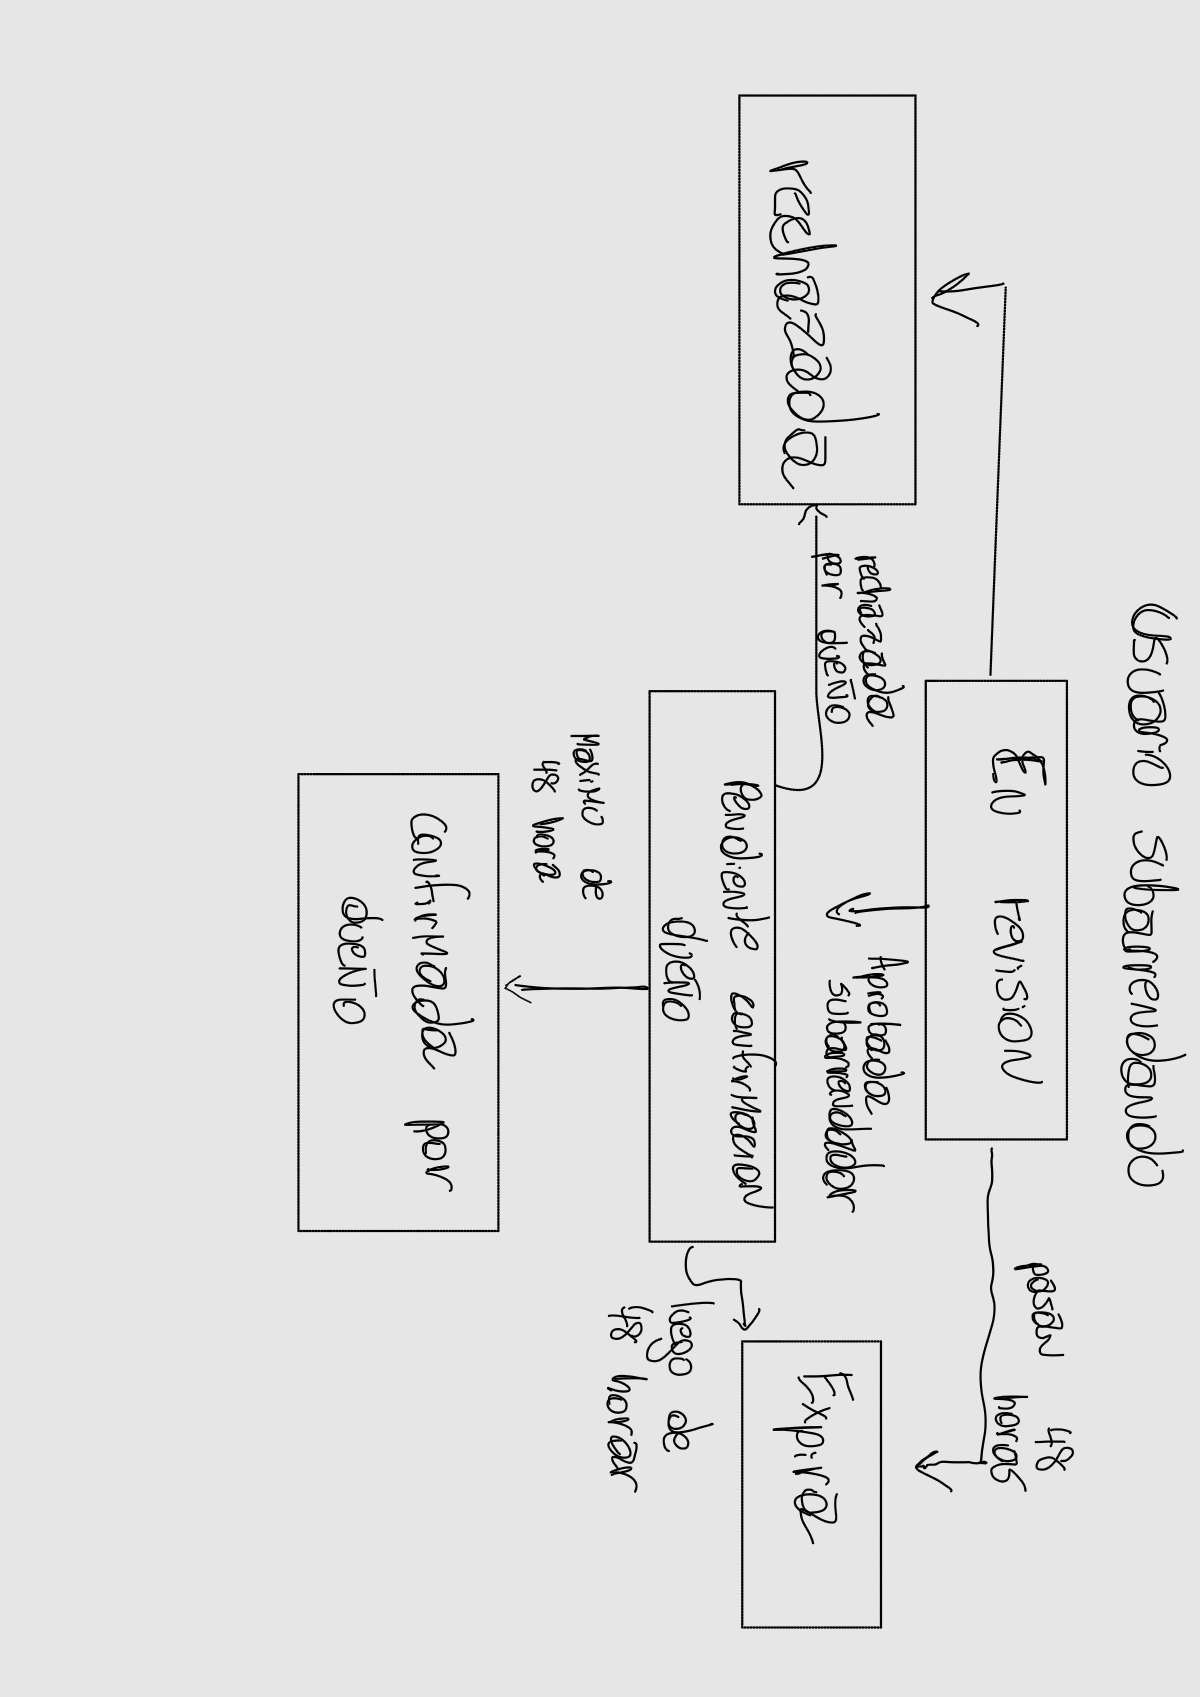 Usuario subarrendando
En revision
pasan 48
horas
rechazada
por dueño
Aprobada
subarrendador
rechazada
Expira
Pendiente confirmacion
dueño
luego de
48 horar
Maximo de
48 hora
confirmada por
dueño